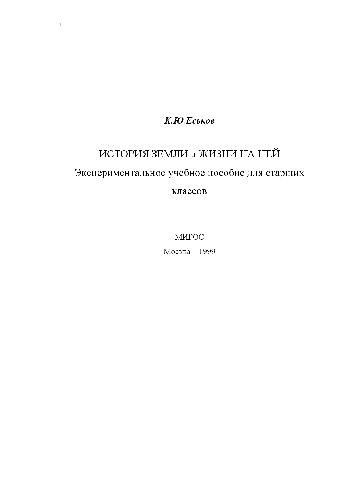 К.Ю.Еськов
ИСТОРИЯ ЗЕМЛИ и ЖИЗНИ НА НЕЙ
Экспериментальное учебное пособие для старших
классов
МИРОС
Москва 1999